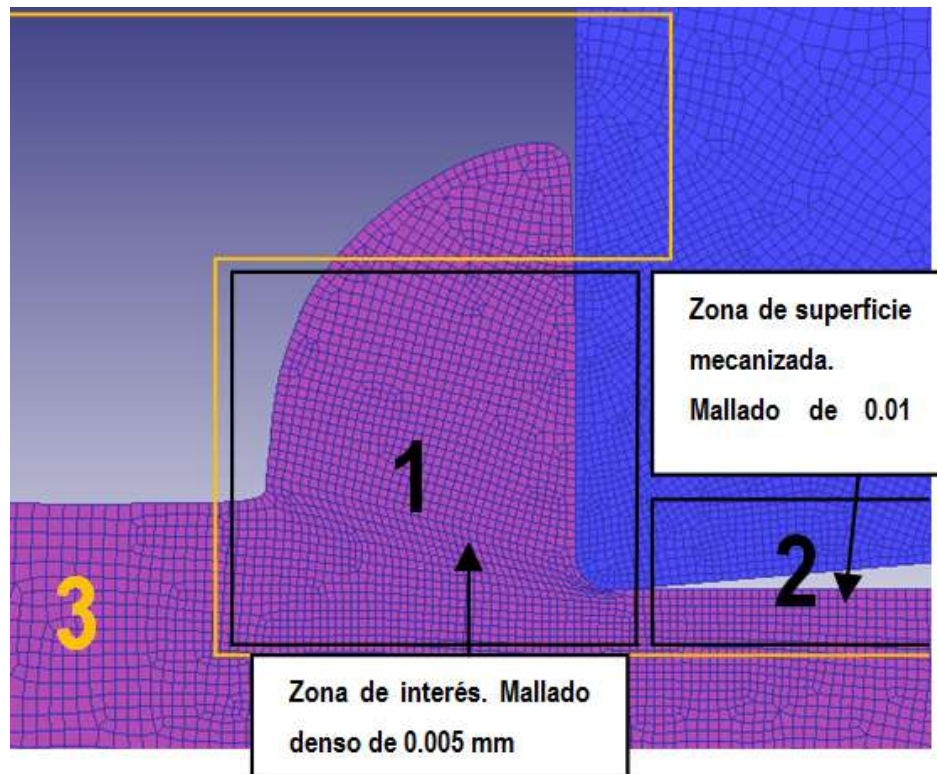 Zona de superficie
mecanizada.
Mallado de 0.01
1
2
3
Zona de interés. Mallado
denso de 0.005 mm